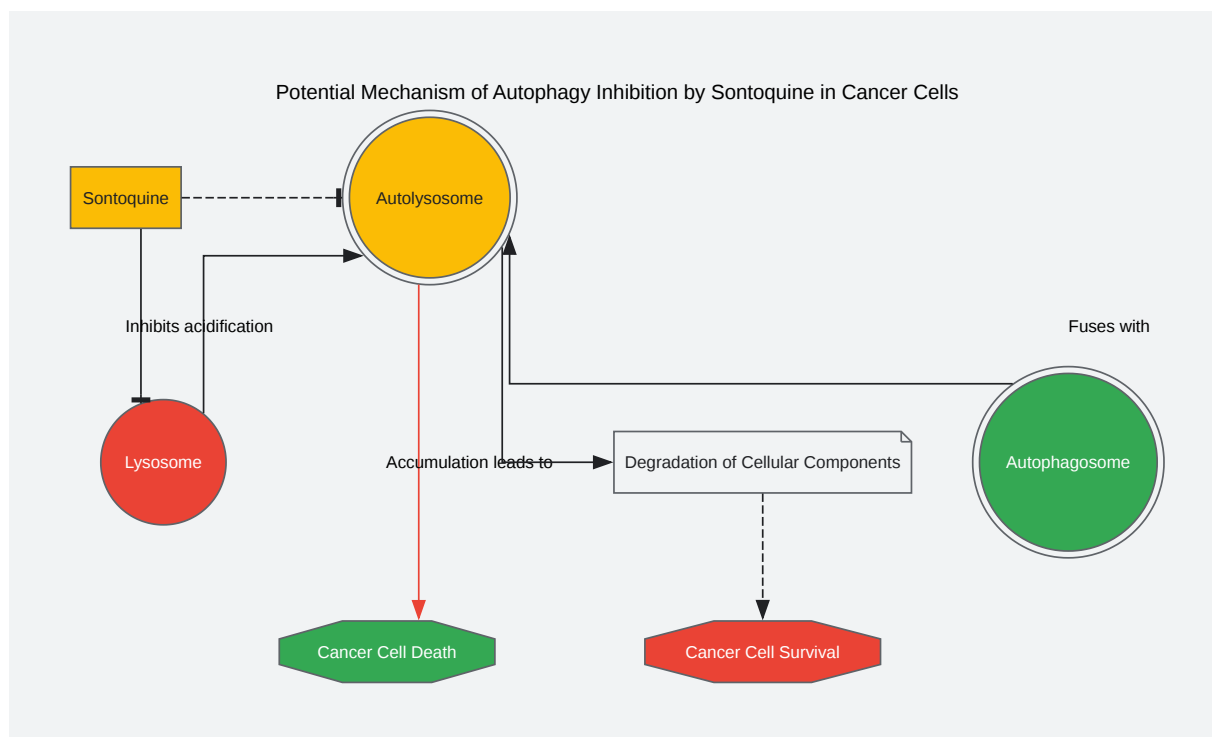 Potential Mechanism of Autophagy Inhibition by Sontoquine in Cancer Cells
Sontoquine
Autolysosome
Inhibits acidification
Fuses with
Lysosome
Accumulation leads to
Degradation of Cellular Components
Autophagosome
Cancer Cell Death
Cancer Cell Survival